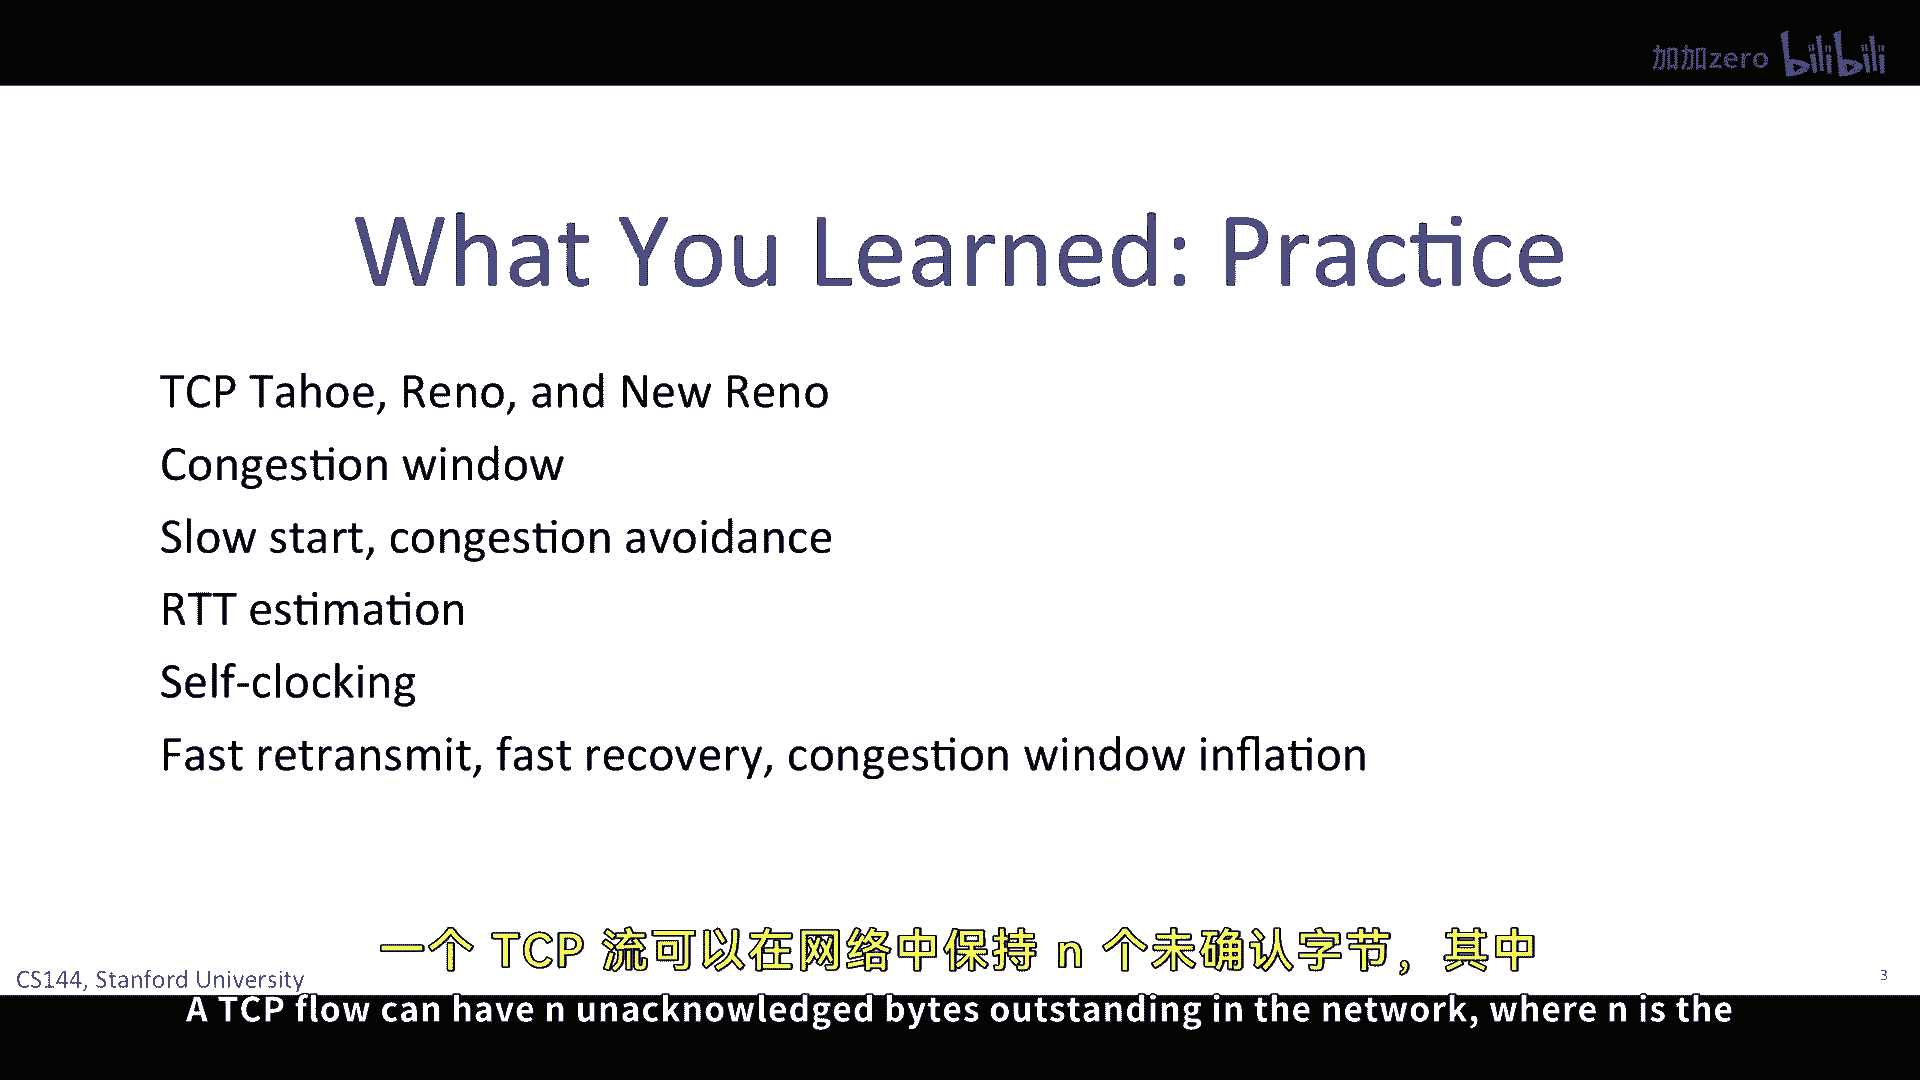 加加zero bilibili
What You Learned: Practice
TCP Tahoe, Reno, and New Reno
Congestion window
Slow start, congestion avoidance
RTT estimation
Self-clocking
Fast retransmit, fast recovery, congestion window inflation
一个 TCP 流可以在网络中保持 n 个未确认字节，其中
CS144, Stanford University
3
A TCP flow can have n unacknowledged bytes outstanding in the network, where n is the